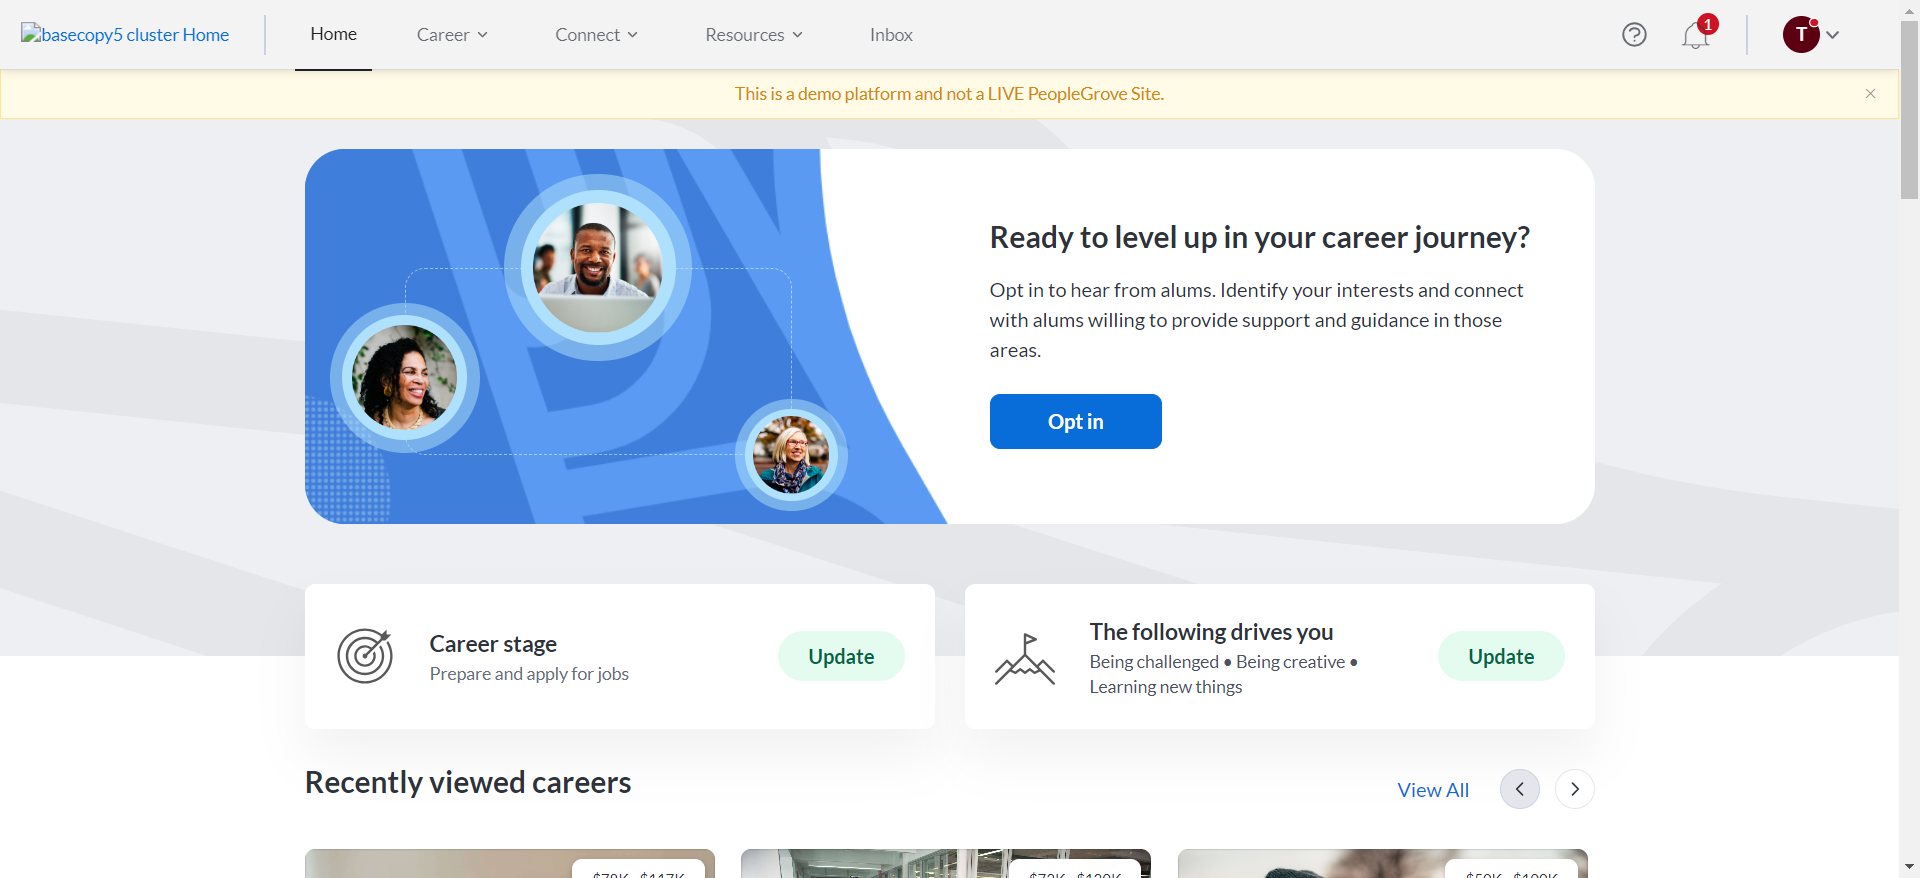 basecopy5 cluster Home
Home
Career
Connect
Resources
Inbox
1
T
This is a demo platform and not a LIVE PeopleGrove Site.
Ready to level up in your career journey?
Opt in to hear from alums. Identify your interests and connect
with alums willing to provide support and guidance in those
areas.
Opt in
Career stage
Prepare and apply for jobs
Update
The following drives you
Being challenged • Being creative •
Learning new things
Update
Recently viewed careers
View All